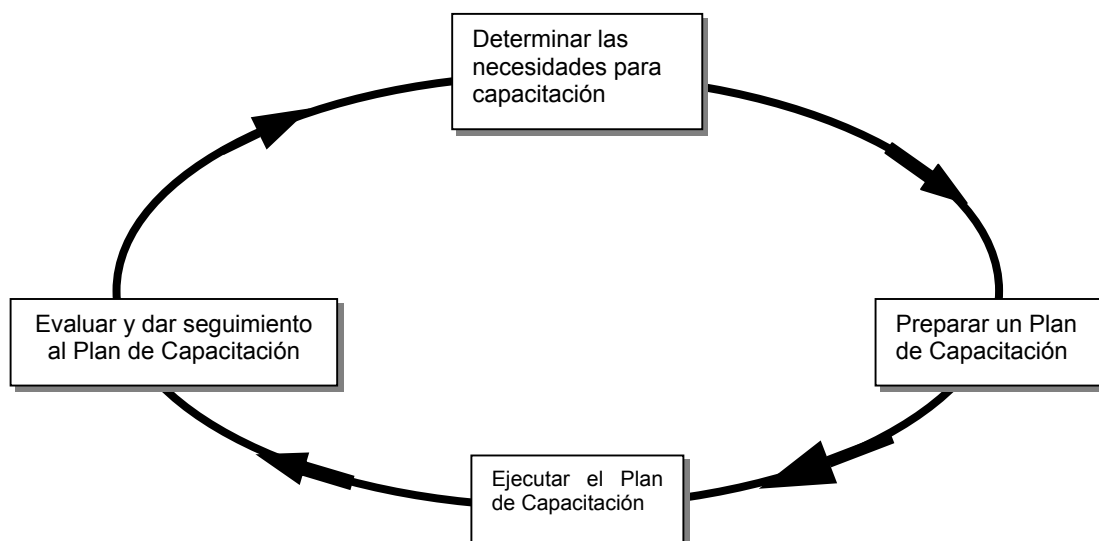 Determinar las
necesidades para
capacitación
Preparar un Plan
de Capacitación
Ejecutar el Plan
de Capacitación
Evaluar y dar seguimiento
al Plan de Capacitación